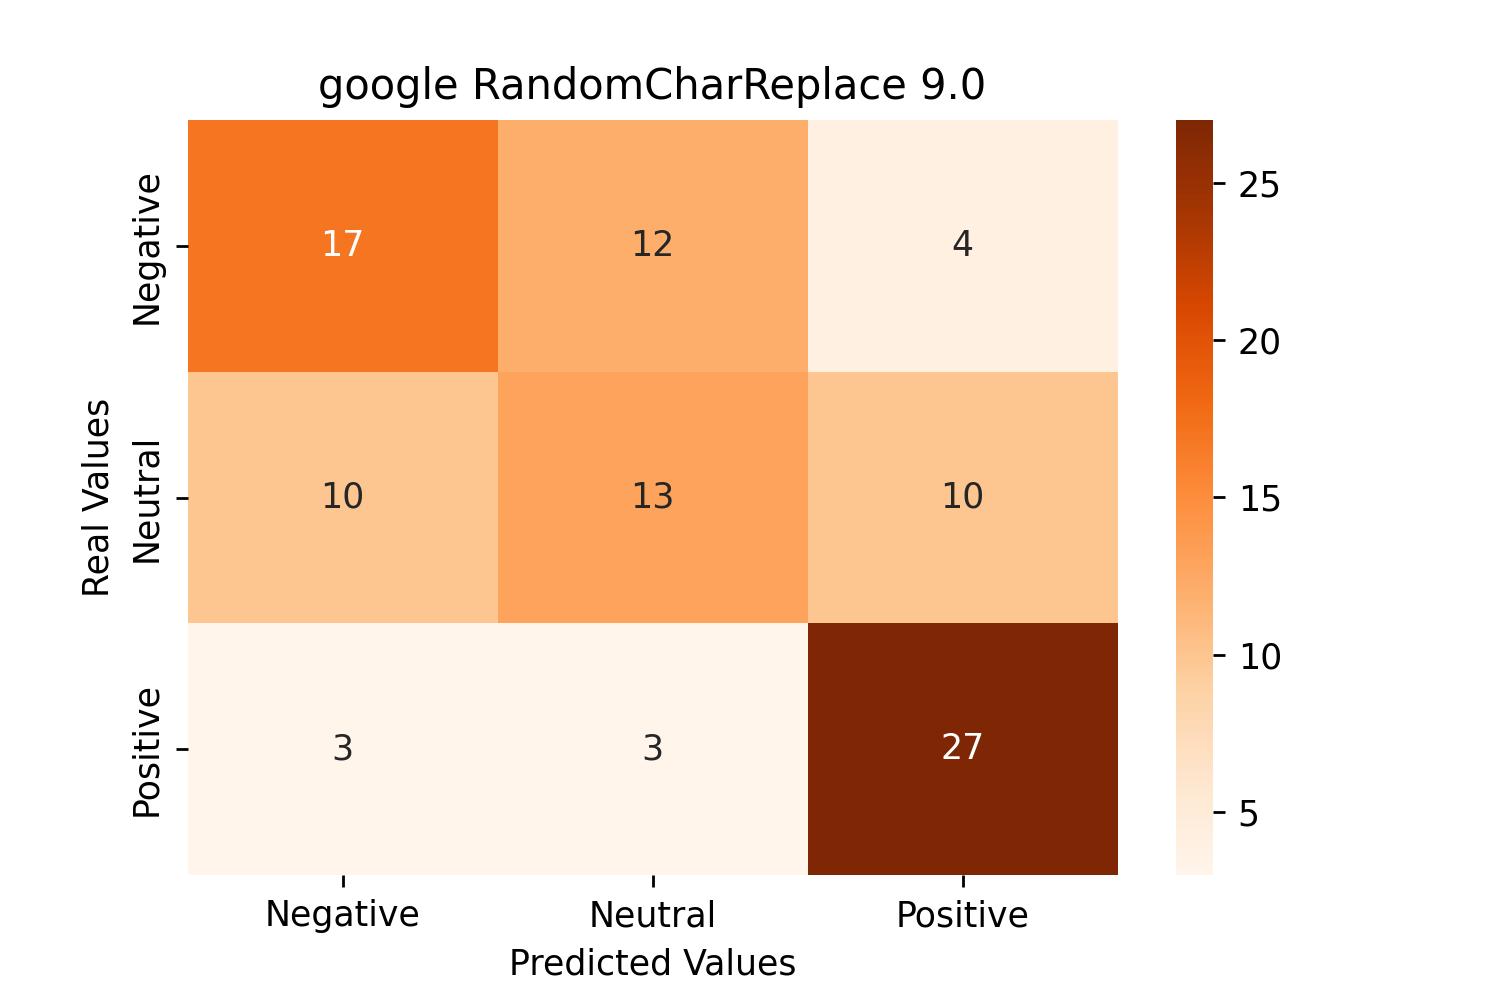 google RandomCharReplace 9.0
Real Values
Negative
17 12 4
Neutral
10 13 10
Positive
3 3 27
Negative Neutral Positive
Predicted Values
25
20
15
10
5